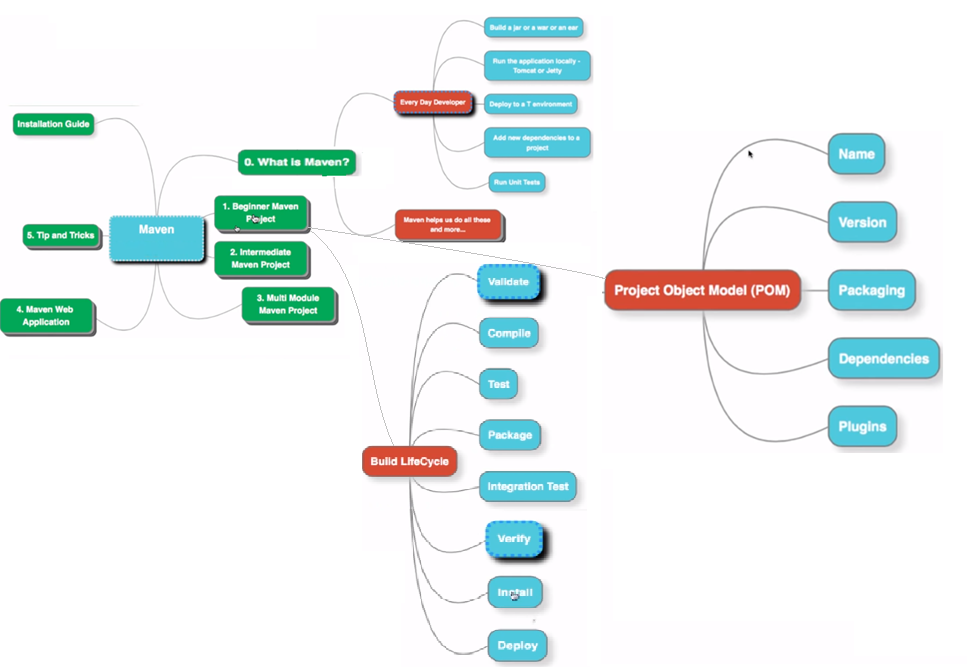 Build a jar or a war or an ear
Run the application locally -
Tomcat or Jetty
Every Day Developer
Deploy to a T environment
Add new dependencies to a
project
Run Unit Tests
Installation Guide
0. What is Maven?
1. Beginner Maven
Project
Maven helps us do all these
and more...
Maven
5. Tip and Tricks
2. Intermediate
Maven Project
3. Multi Module
Maven Project
4. Maven Web
Application
Name
Version
Project Object Model (POM)
Packaging
Dependencies
Plugins
Validate
Compile
Test
Package
Build LifeCycle
Integration Test
Verify
Install
Deploy